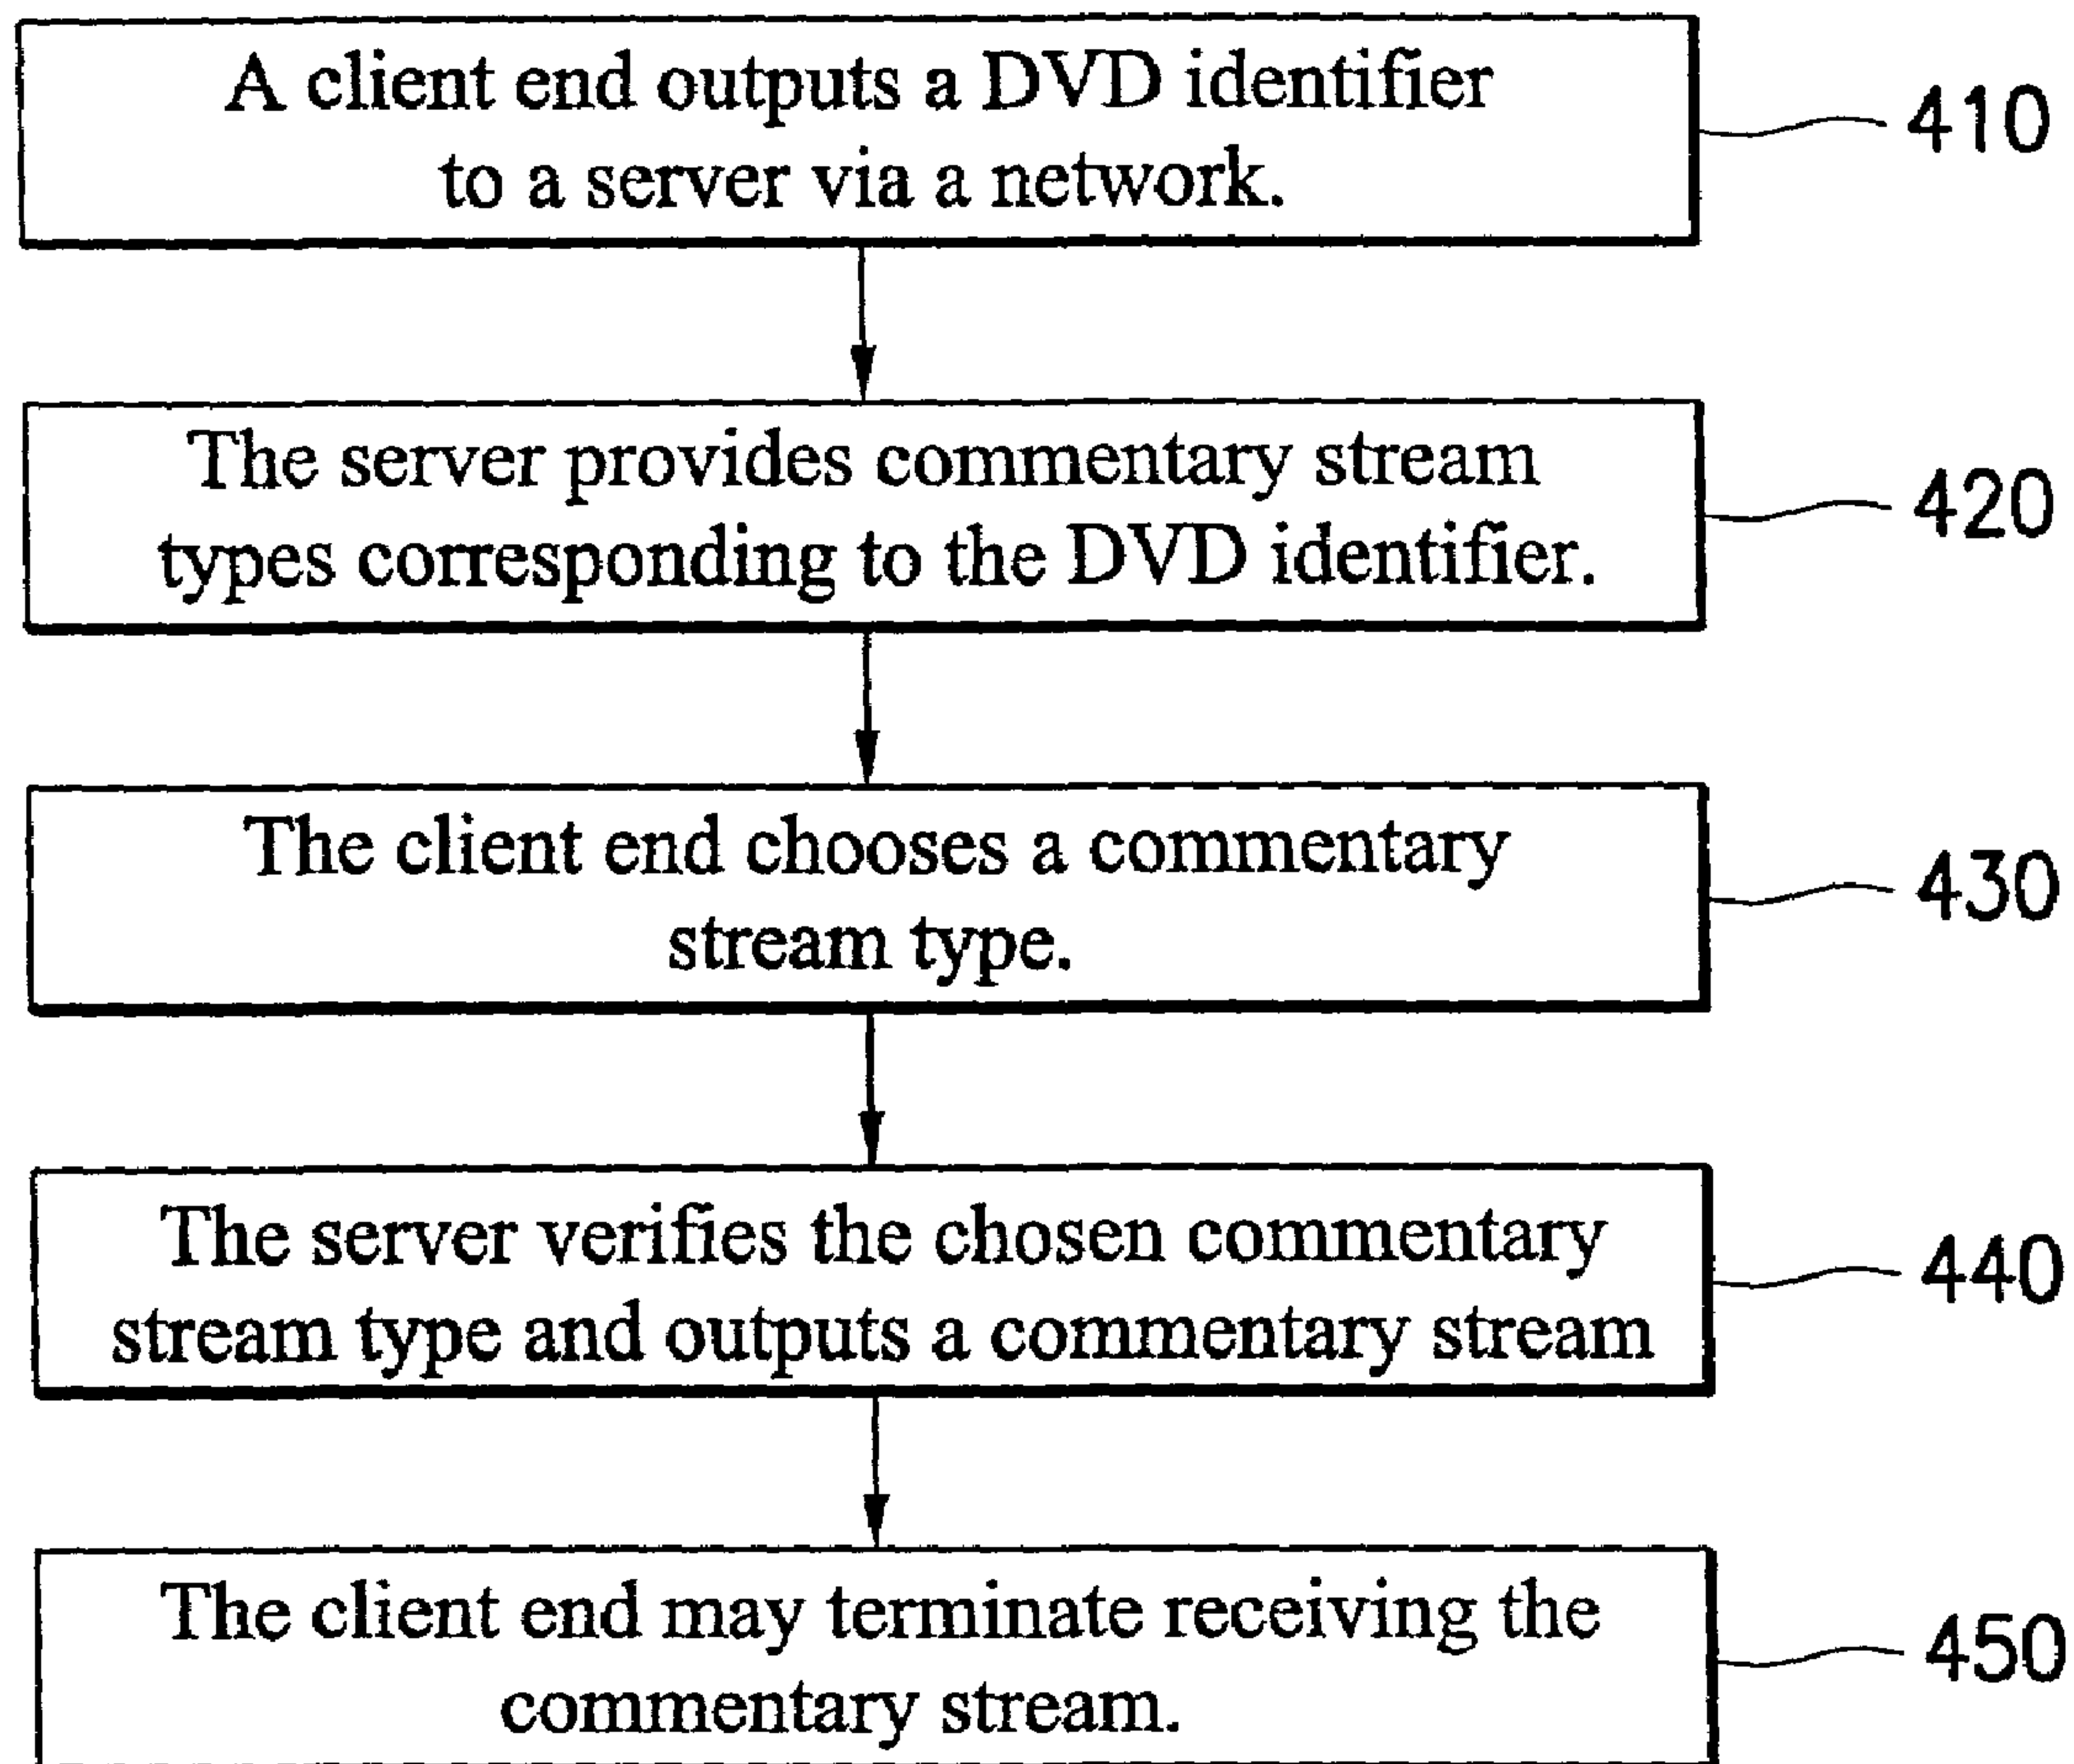 A client end outputs a DVD identifier
to a server via a network.
410
The server provides commentary stream
types corresponding to the DVD identifier.
420
The client end chooses a commentary
stream type.
430
The server verifies the chosen commentary
stream type and outputs a commentary stream
440
The client end may terminate receiving the
commentary stream.
450